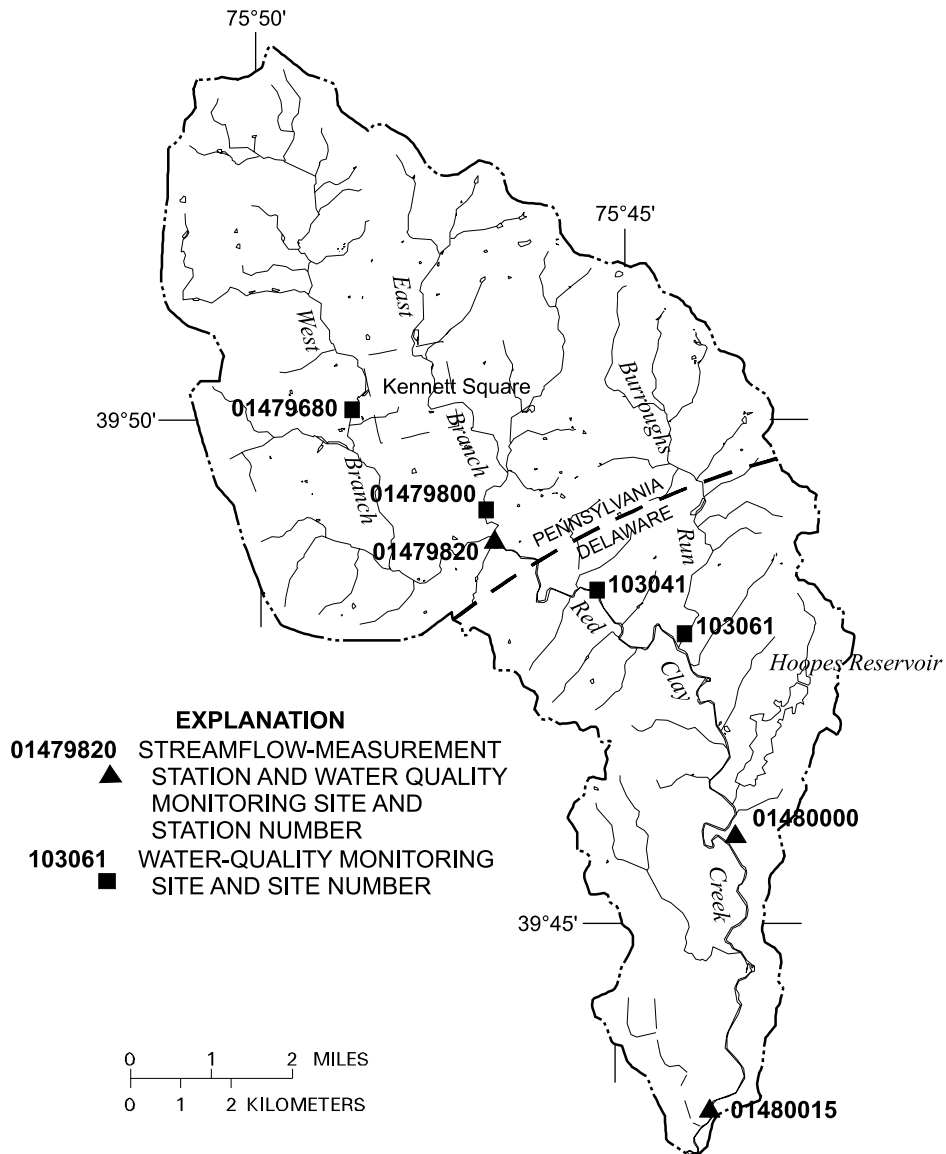 75°50'
75°45'
East
West
Burroughs
Kennett Square
01479680
39°50'
Branch
Branch
01479800
PENNSYLVANIA
DELAWARE
01479820
Run
103041
Red
103061
Hoopes Reservoir
Clay
EXPLANATION
01479820 STREAMFLOW-MEASUREMENT
STATION AND WATER QUALITY
MONITORING SITE AND
STATION NUMBER
103061 WATER-QUALITY MONITORING
SITE AND SITE NUMBER
01480000
Creek
39°45'
0 1 2 MILES
0 1 2 KILOMETERS
01480015